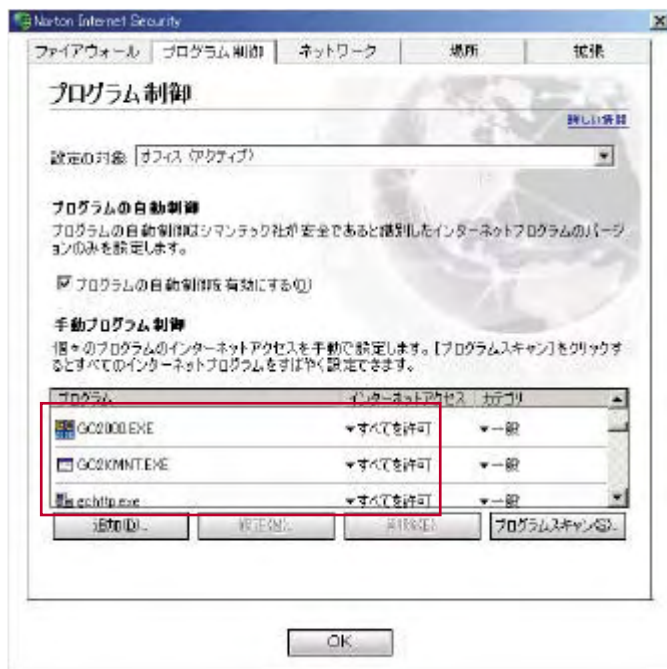 Norton Internet Security
ファイアウォール プログラム制御 ネットワーク 場所 拡張
プログラム制御
詳しい情報
設定の対象 オフィス (アクティブ)
プログラムの自動制御
プログラムの自動制御はシマンテック社が安全であると識別したインターネットプログラムのバージ
ョンのみを設定します。
プログラムの自動制御を有効にする(U)
手動プログラム制御
個々のプログラムのインターネットアクセスを手動で設定します。[プログラムスキャン]をクリックす
るとすべてのインターネットプログラムをすばやく設定できます。
プログラム インターネットアクセス カテゴリ
GC2000.EXE すべてを許可 一般
GC2KMNT.EXE すべてを許可 一般
echttp.exe すべてを許可 一般
追加(D)... プログラムスキャン(S)...
OK